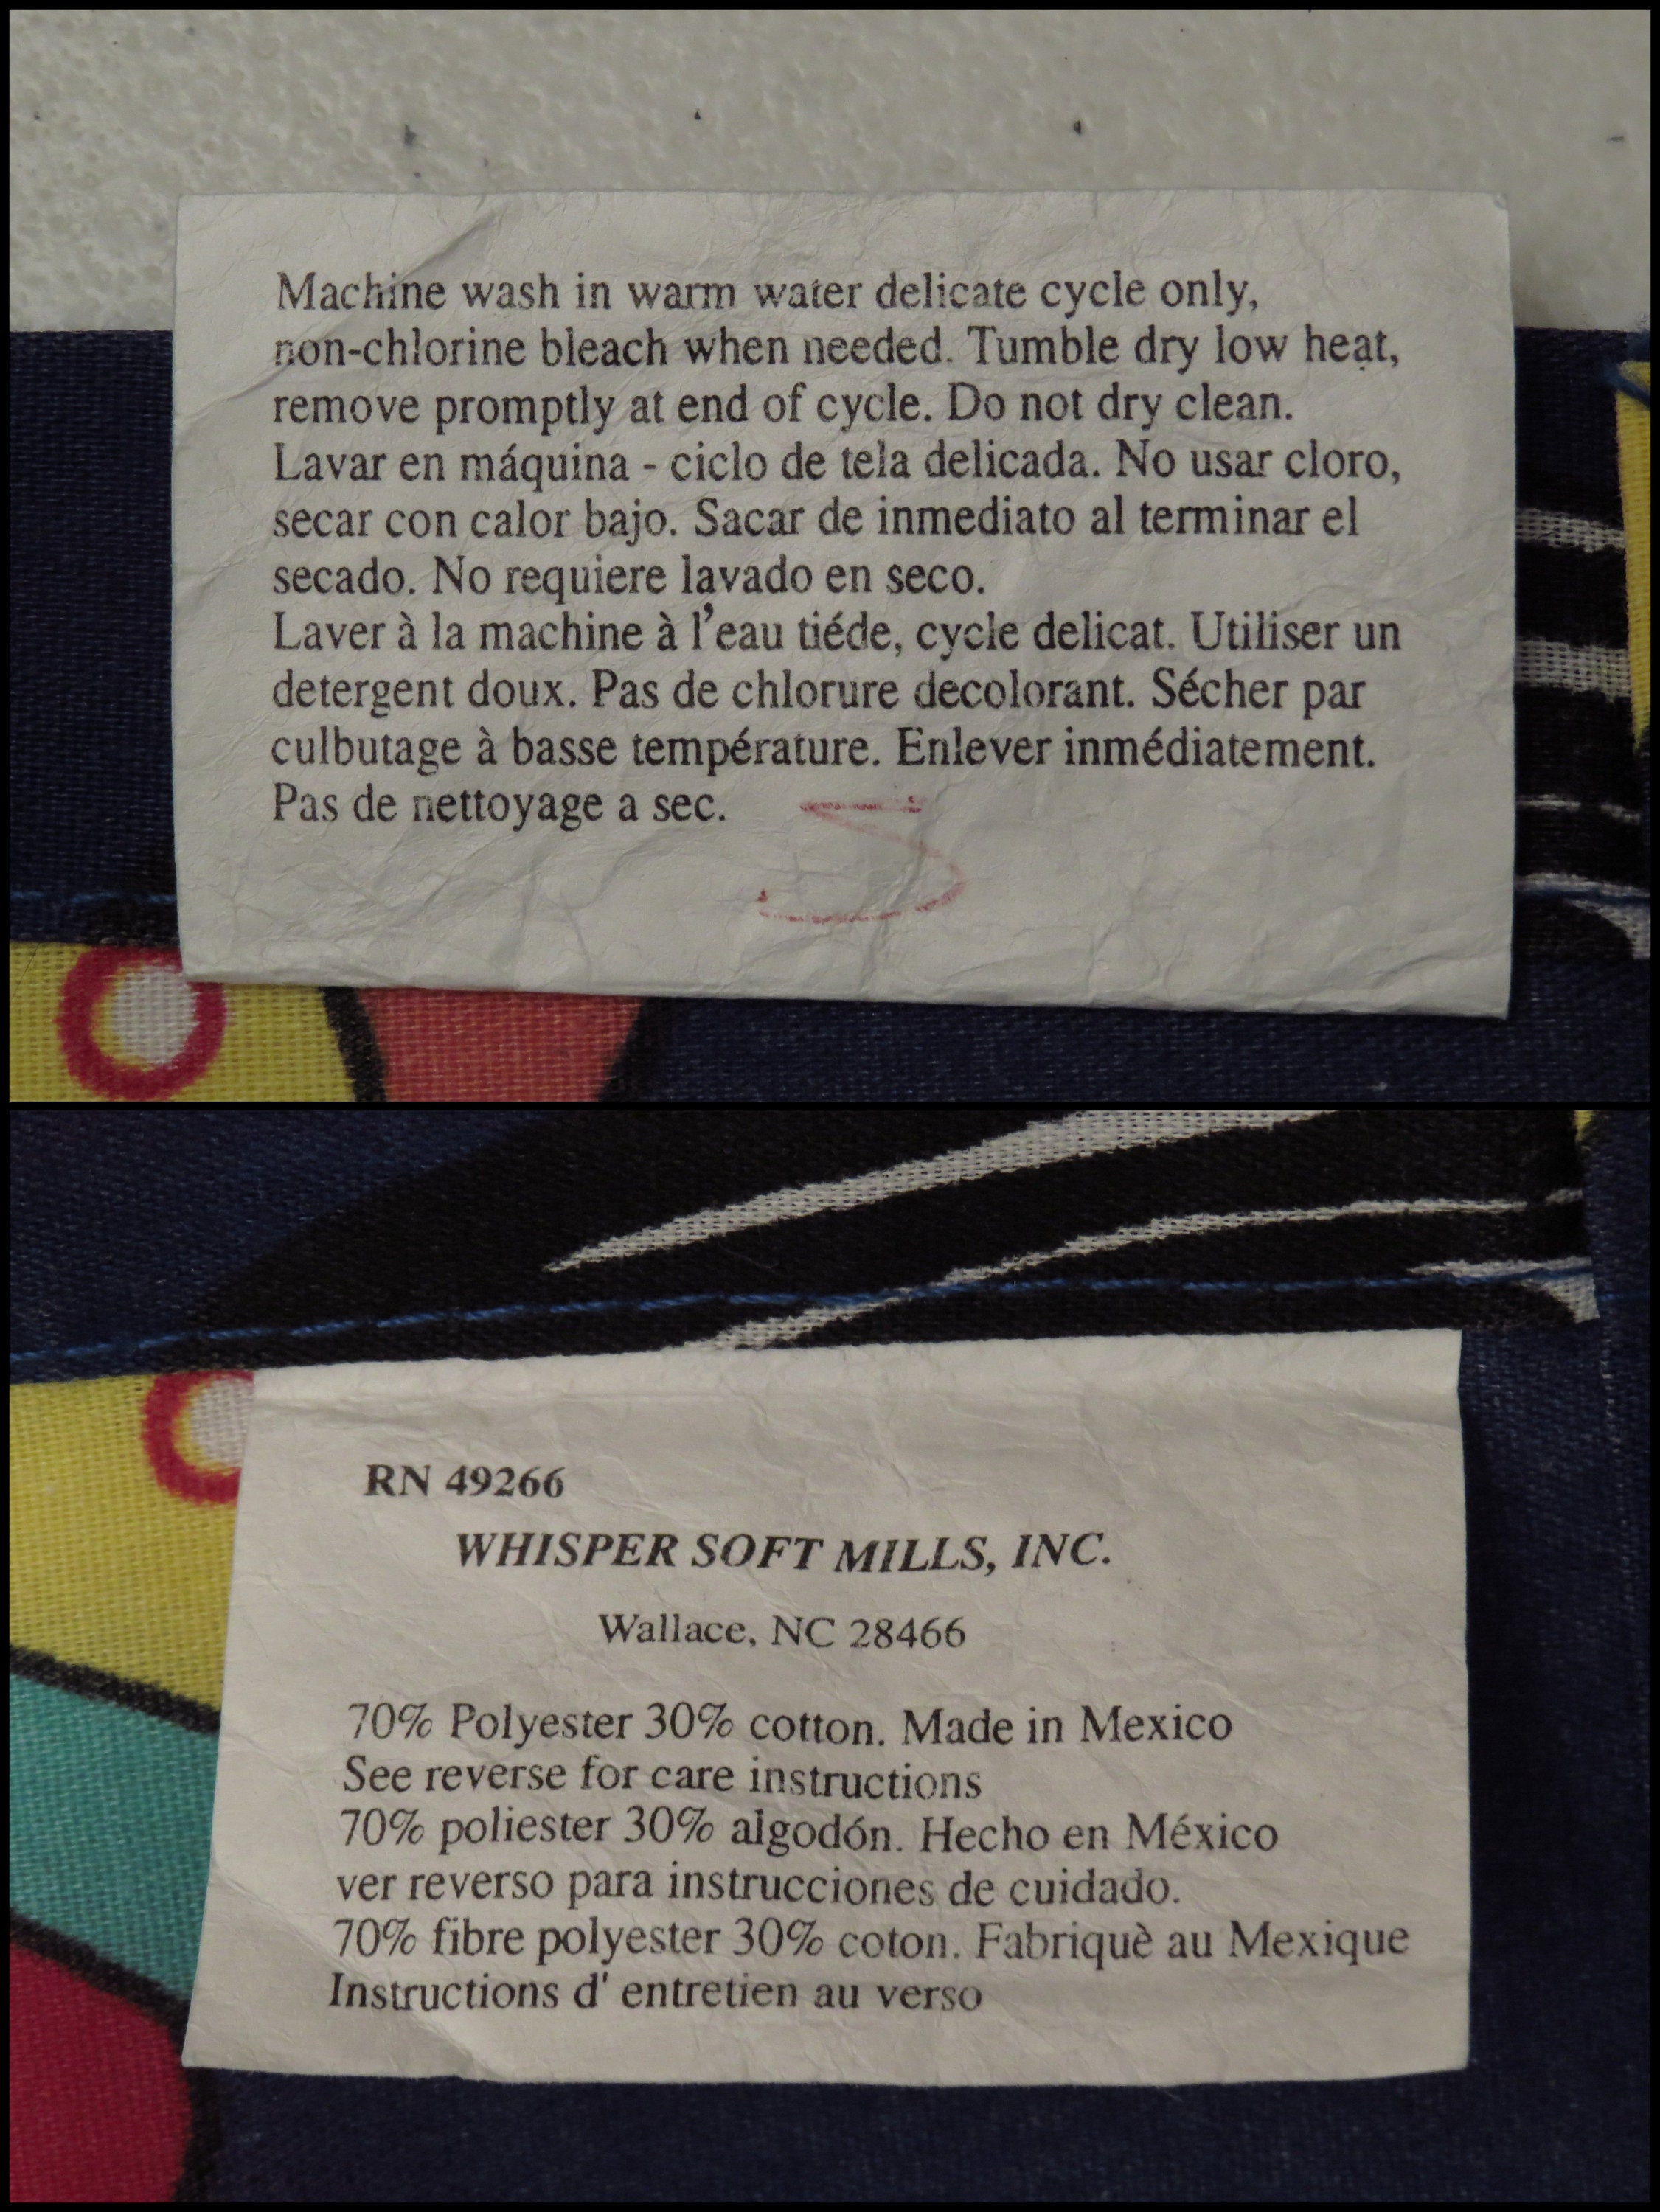 Machine wash in warm water delicate cycle only,
non-chlorine bleach when needed. Tumble dry low heat,
remove promptly at end of cycle. Do not dry clean.
Lavar en máquina - ciclo de tela delicada. No usar cloro,
secar con calor bajo. Sacar de inmediato al terminar el
secado. No requiere lavado en seco.
Laver à la machine à l'eau tiéde, cycle delicat. Utiliser un
detergent doux. Pas de chlorure decolorant. Sécher par
culbutage à basse température. Enlever inmédiatement.
Pas de nettoyage a sec.
5
RN 49266
WHISPER SOFT MILLS, INC.
Wallace, NC 28466
70% Polyester 30% cotton. Made in Mexico
See reverse for care instructions
70% poliester 30% algodón. Hecho en México
ver reverso para instrucciones de cuidado.
70% fibre polyester 30% coton. Fabriquè au Mexique
Instructions d' entretien au verso